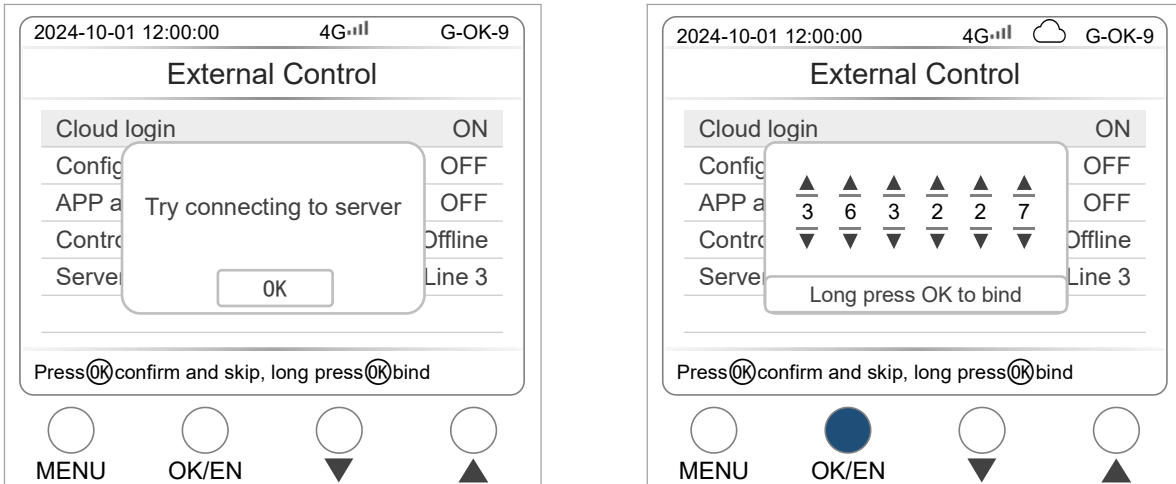 2024-10-01 12:00:00 4G G-OK-9
External Control
Cloud login ON
Config OFF
APP a OFF
Contro Offline
Server Line 3
Try connecting to server
OK
Press OK confirm and skip, long press OK bind
MENU OK/EN
2024-10-01 12:00:00 4G G-OK-9
External Control
Cloud login ON
Config OFF
APP a OFF
Contro Offline
Server Line 3
3 6 3 2 2 7
Long press OK to bind
Press OK confirm and skip, long press OK bind
MENU OK/EN